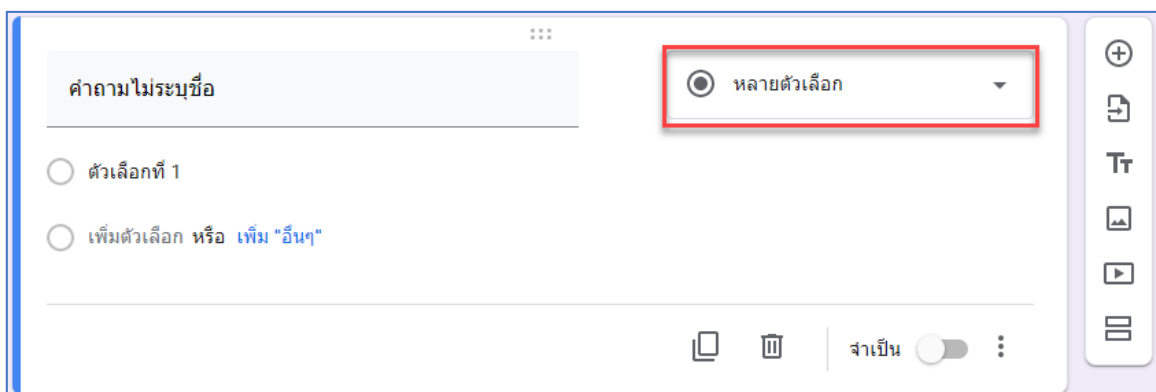 คำถามไม่ระบุชื่อ
หลายตัวเลือก
ตัวเลือกที่ 1
เพิ่มตัวเลือก หรือ เพิ่ม "อื่นๆ"
จำเป็น
Tт